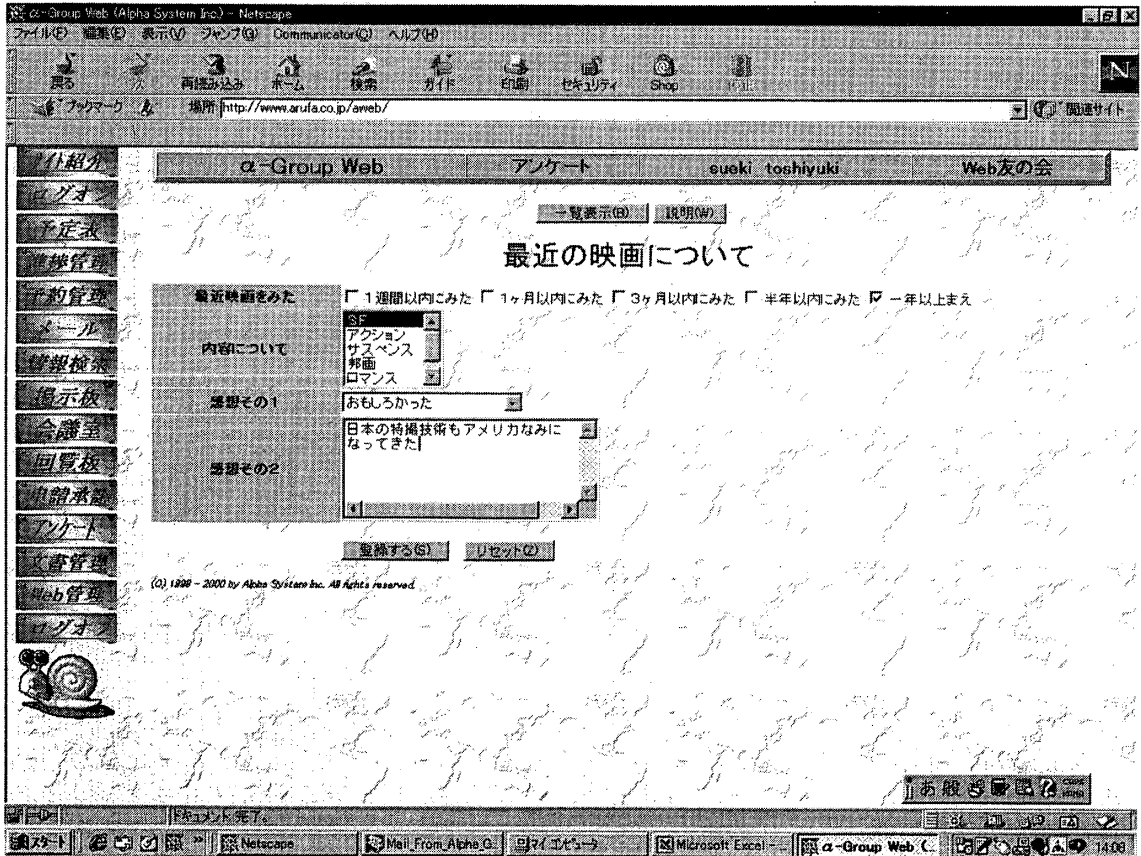 α-Group Web (Alpha System Inc.) - Netscape
ファイル(F) 編集(E) 表示(V) ジャンプ(G) Communicator(C) ヘルプ(H)
戻る 再読み込み ホーム 検索 ガイド 印刷 セキュリティ Shop
ブックマーク 場所 http://www.arufa.co.jp/aweb/ 関連サイト
サイト紹介
ログオン
予定表
進捗管理
予約管理
メール
情報検索
掲示板
会議室
回覧板
申請承認
アンケート
文書管理
Web管理
ログオフ
α-Group Web アンケート sueki toshiyuki Web友の会
一覧表示(B) 説明(W)
最近の映画について
最近映画をみた 1週間以内にみた 1ヶ月以内にみた 3ヶ月以内にみた 半年以内にみた 一年以上まえ
内容について
SF
アクション
サスペンス
邦画
ロマンス
感想その1 おもしろかった
感想その2
日本の特撮技術もアメリカなみに
なってきた
登録する(S) リセット(Z)
(C) 1998 - 2000 by Alpha System Inc. All rights reserved.
あ 般
ドキュメント:完了。
スタート Netscape Mail_From_Alpha_G... マイ コンピュータ Microsoft Excel - ... α-Group Web (... 14:08